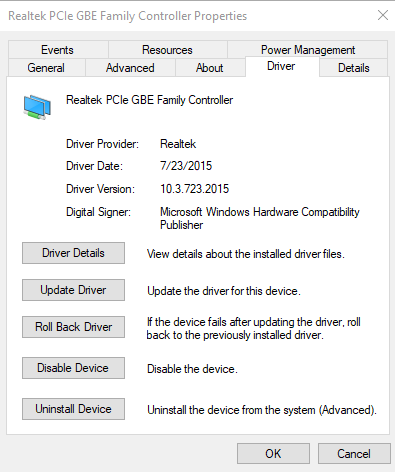 Realtek PCIe GBE Family Controller Properties
Events Resources Power Management
General Advanced About Driver Details
Realtek PCIe GBE Family Controller
Driver Provider: Realtek
Driver Date: 7/23/2015
Driver Version: 10.3.723.2015
Digital Signer: Microsoft Windows Hardware Compatibility
Publisher
Driver Details View details about the installed driver files.
Update Driver Update the driver for this device.
Roll Back Driver If the device fails after updating the driver, roll
back to the previously installed driver.
Disable Device Disable the device.
Uninstall Device Uninstall the device from the system (Advanced).
OK Cancel